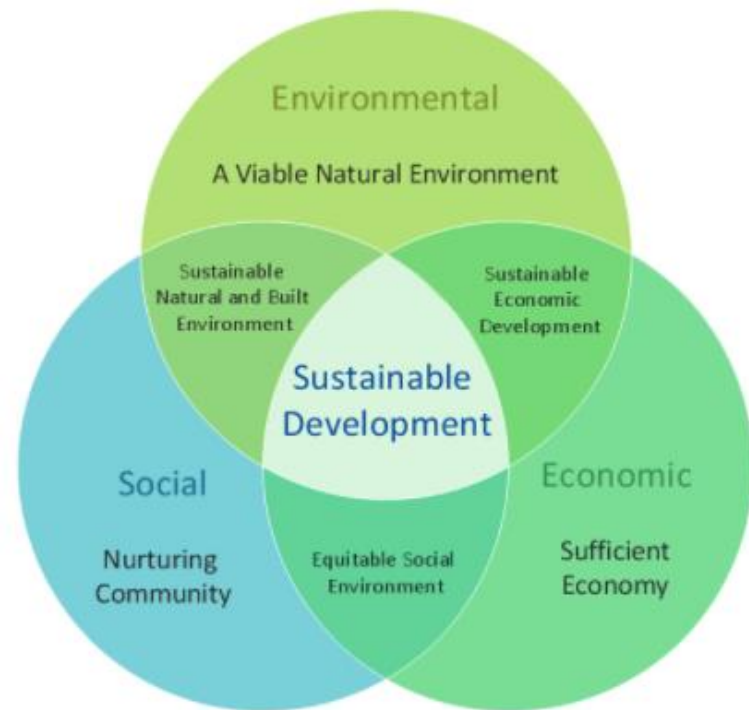 Environmental
A Viable Natural Environment
Sustainable
Natural and Built
Environment
Sustainable
Economic
Development
Sustainable
Development
Social
Nurturing
Community
Equitable Social
Environment
Economic
Sufficient
Economy